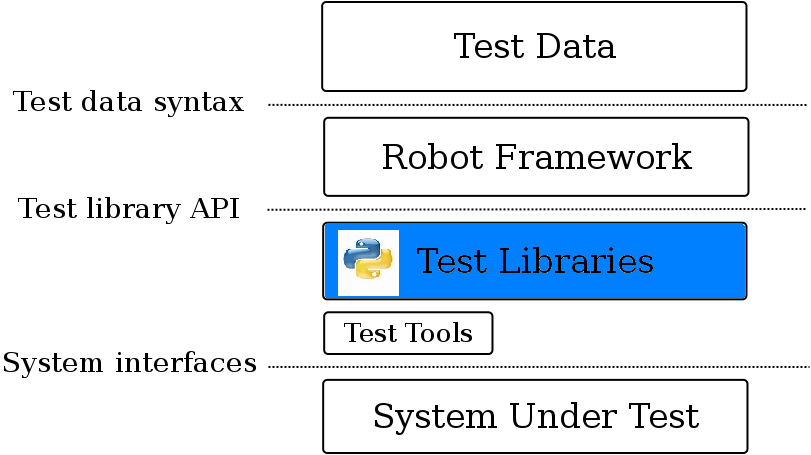 Test Data
Test data syntax
Robot Framework
Test library API
Test Libraries
Test Tools
System interfaces
System Under Test